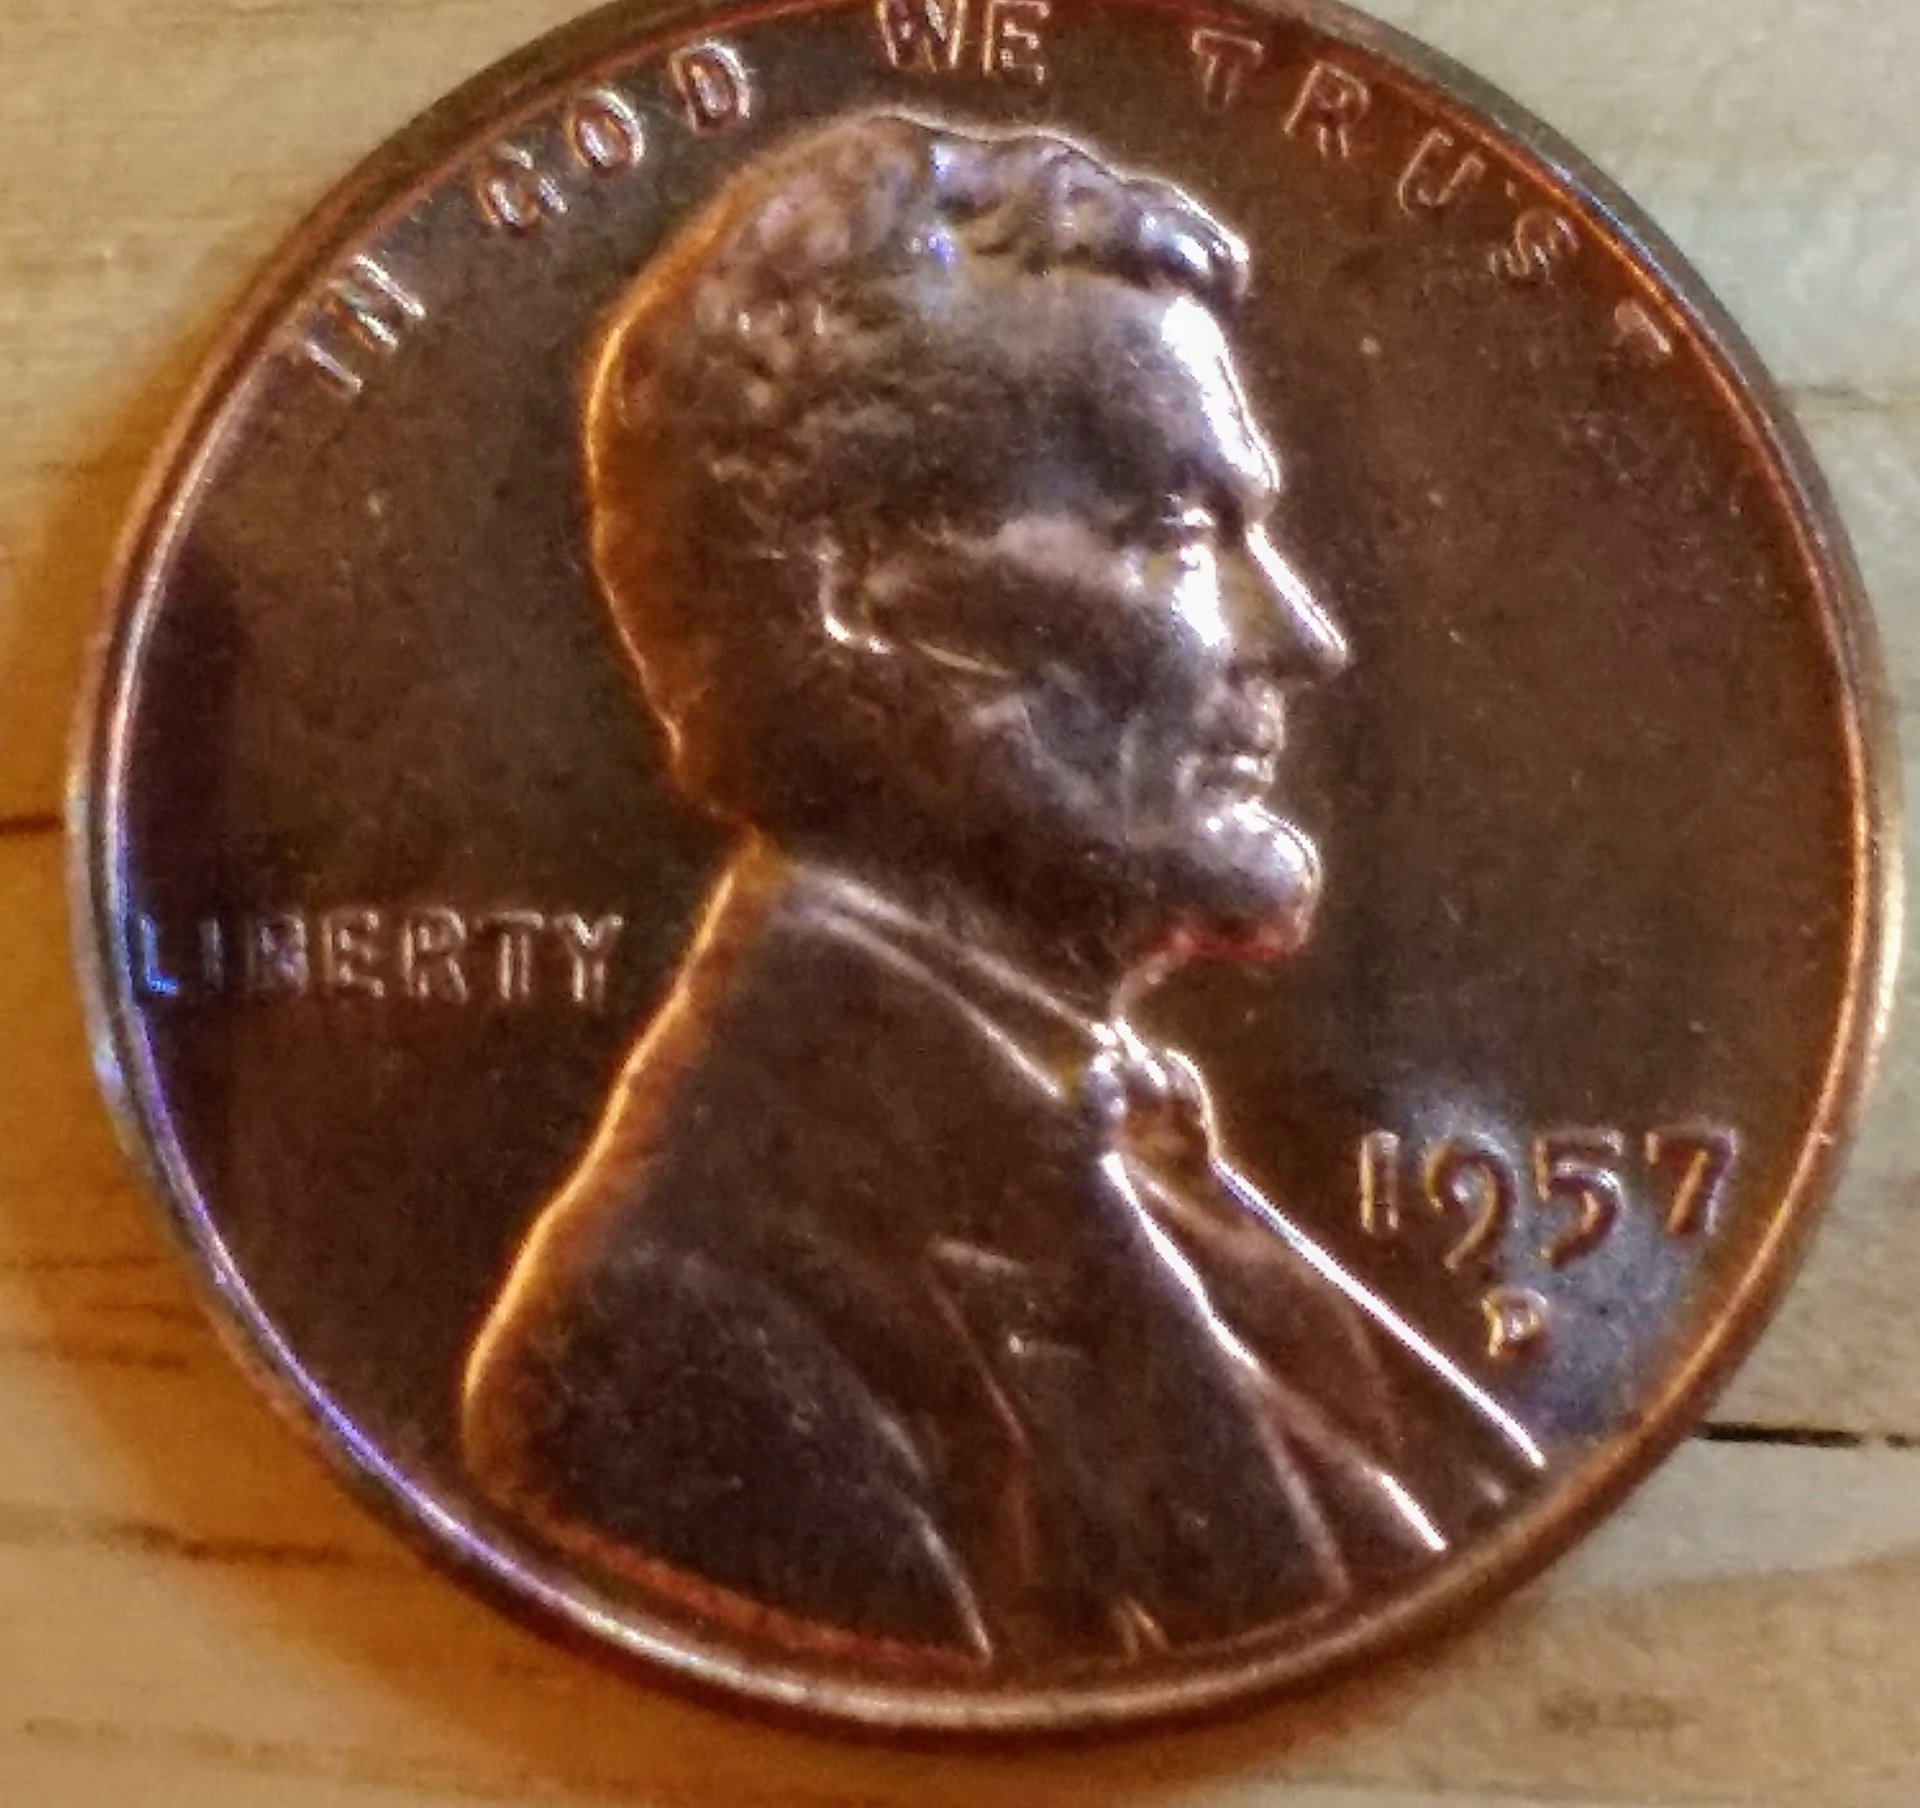 IN GOD WE TRUST
LIBERTY
1957
D